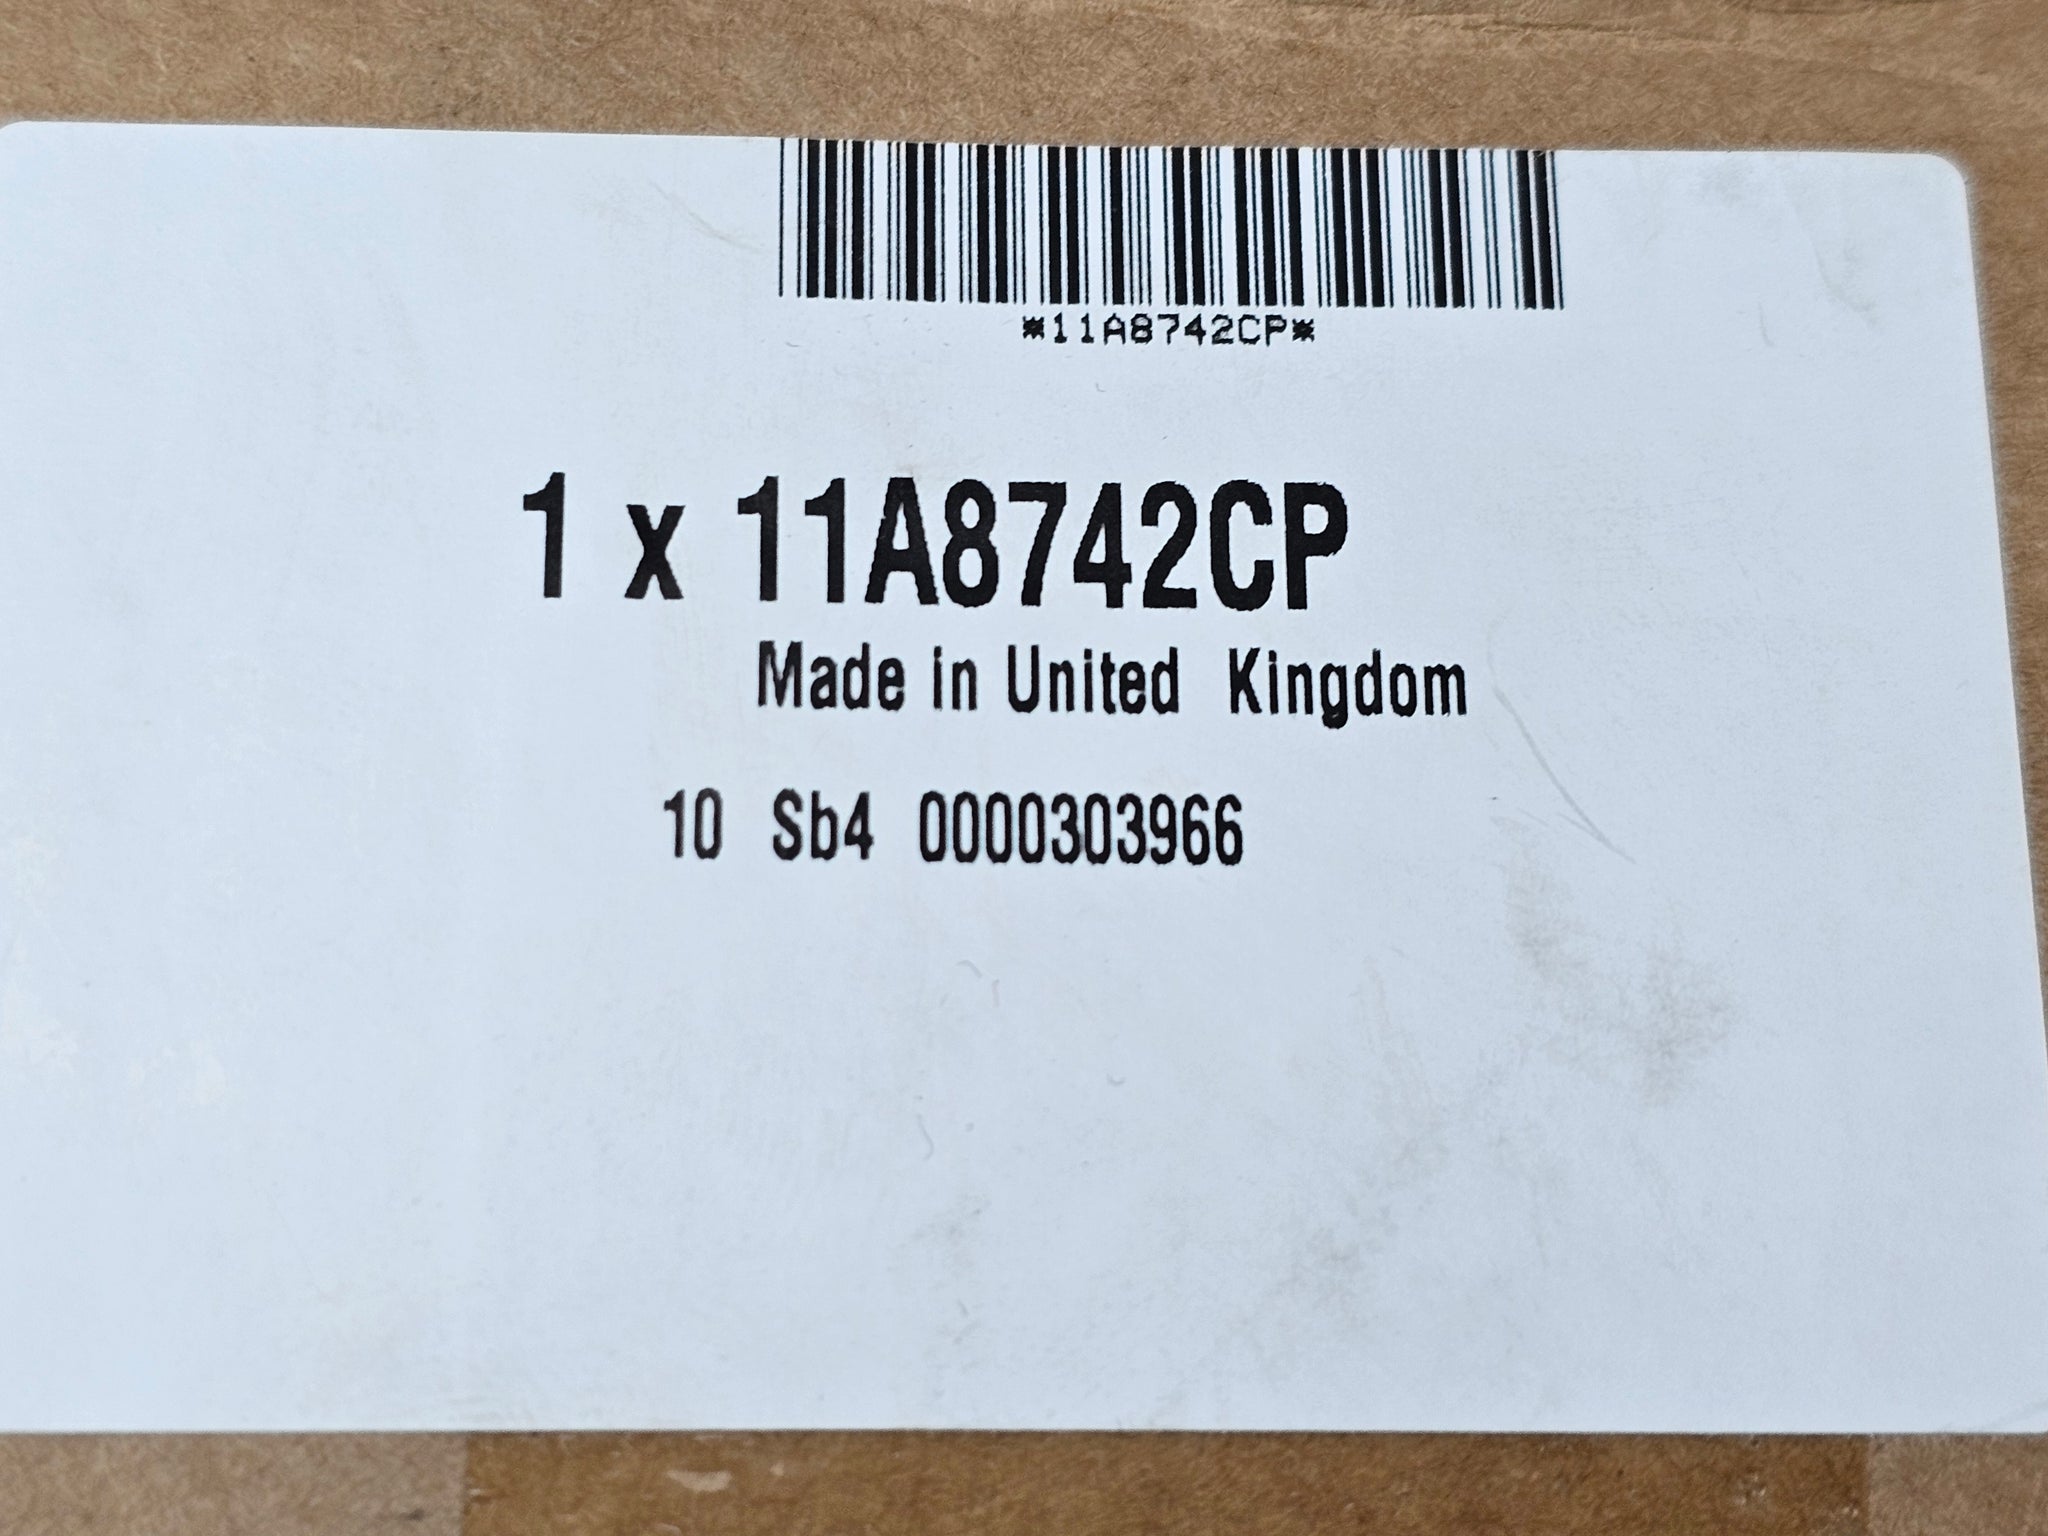 *11A8742CP*
1 x 11A8742CP
Made in United Kingdom
10 Sb4 0000303966